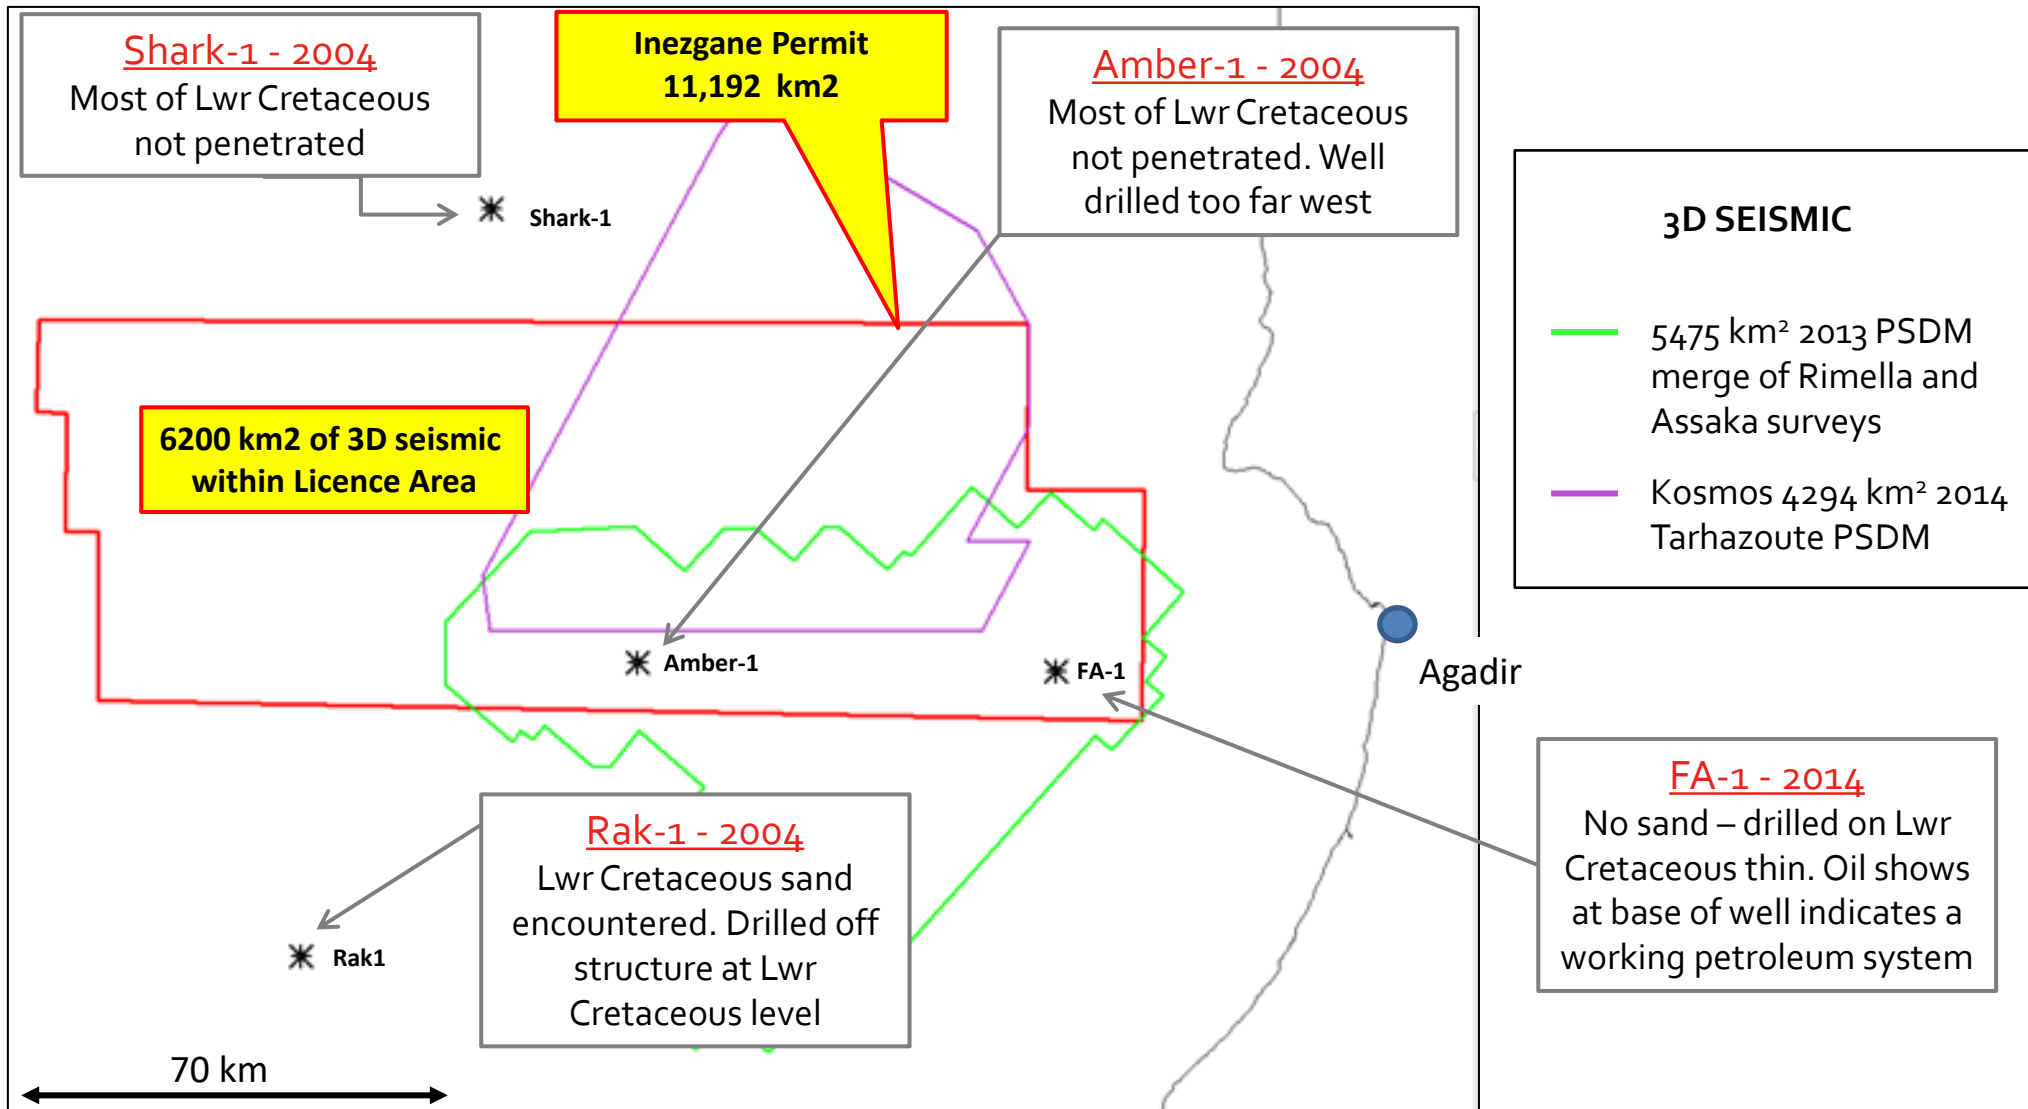 Shark-1 - 2004
Most of Lwr Cretaceous
not penetrated
Inezgane Permit
11,192 km2
Amber-1 - 2004
Most of Lwr Cretaceous
not penetrated. Well
drilled too far west
Shark-1
3D SEISMIC
5475 km² 2013 PSDM
merge of Rimella and
Assaka surveys
Kosmos 4294 km² 2014
Tarhazoute PSDM
6200 km2 of 3D seismic
within Licence Area
Amber-1
FA-1
Agadir
Rak-1 - 2004
Lwr Cretaceous sand
encountered. Drilled off
structure at Lwr
Cretaceous level
FA-1 - 2014
No sand – drilled on Lwr
Cretaceous thin. Oil shows
at base of well indicates a
working petroleum system
Rak1
70 km